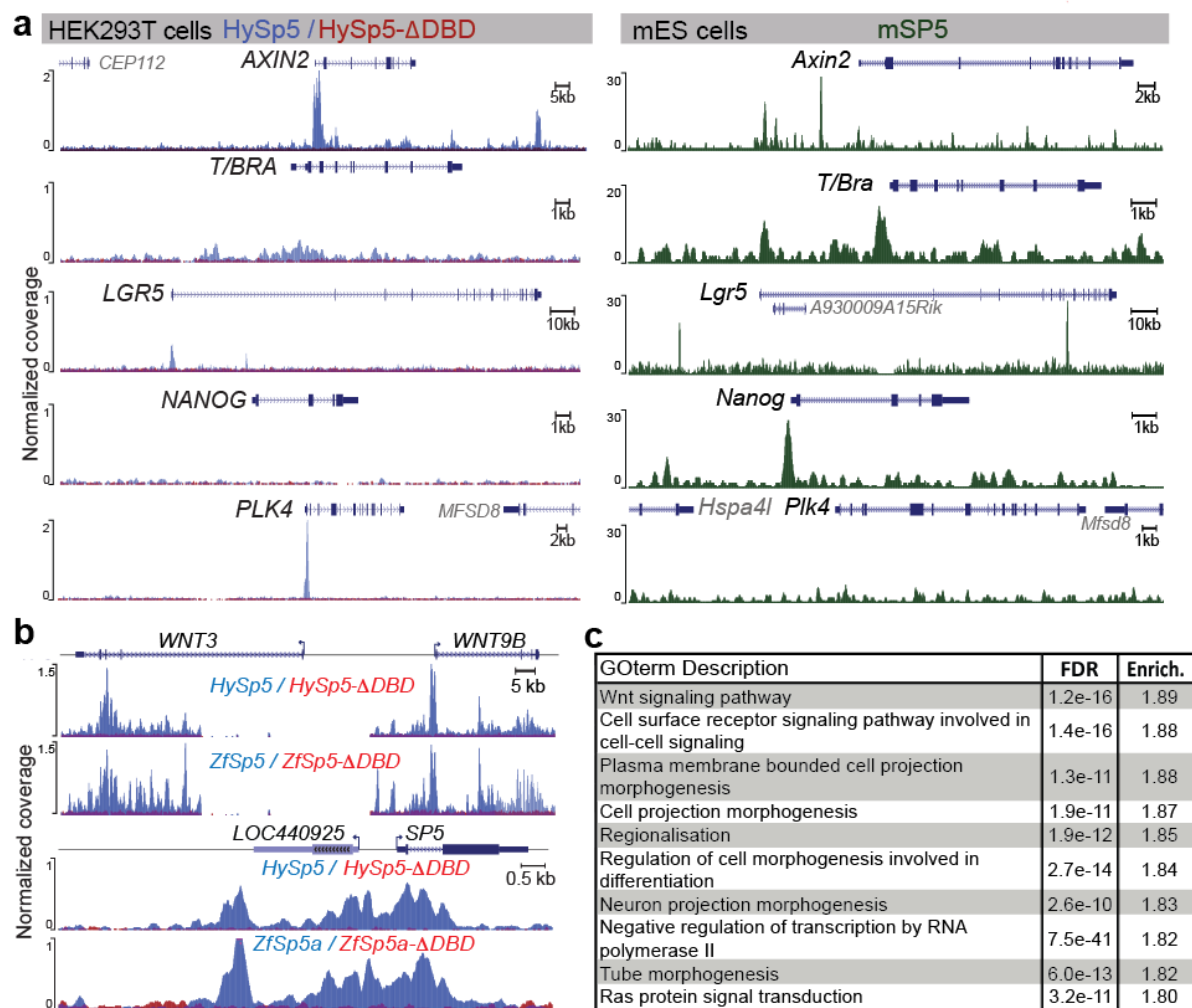 a
HEK293T cells HySp5 / HySp5-ΔDBD
mES cells mSP5
Normalized coverage
CEP112 AXIN2
2
0
5kb
T/BRA
1
0
1kb
LGR5
1
0
10kb
NANOG
1
0
1kb
PLK4 MFSD8
2
0
2kb
Axin2
30
0
2kb
T/Bra
20
0
1kb
Lgr5
A930009A15Rik
30
0
10kb
Nanog
30
0
1kb
Hspa4l Plk4
Mfsd8
30
0
1kb
b
Normalized coverage
WNT3 WNT9B
5 kb
1.5
HySp5 / HySp5-ΔDBD
0
1.5
ZfSp5 / ZfSp5-ΔDBD
0
LOC440925 SP5
0.5 kb
1
HySp5 / HySp5-ΔDBD
0
1
ZfSp5a / ZfSp5a-ΔDBD
0
c
GOterm Description FDR Enrich.
Wnt signaling pathway 1.2e-16 1.89
Cell surface receptor signaling pathway involved in
cell-cell signaling 1.4e-16 1.88
Plasma membrane bounded cell projection
morphogenesis 1.3e-11 1.88
Cell projection morphogenesis 1.9e-11 1.87
Regionalisation 1.9e-12 1.85
Regulation of cell morphogenesis involved in
differentiation 2.7e-14 1.84
Neuron projection morphogenesis 2.6e-10 1.83
Negative regulation of transcription by RNA
polymerase II 7.5e-41 1.82
Tube morphogenesis 6.0e-13 1.82
Ras protein signal transduction 3.2e-11 1.80